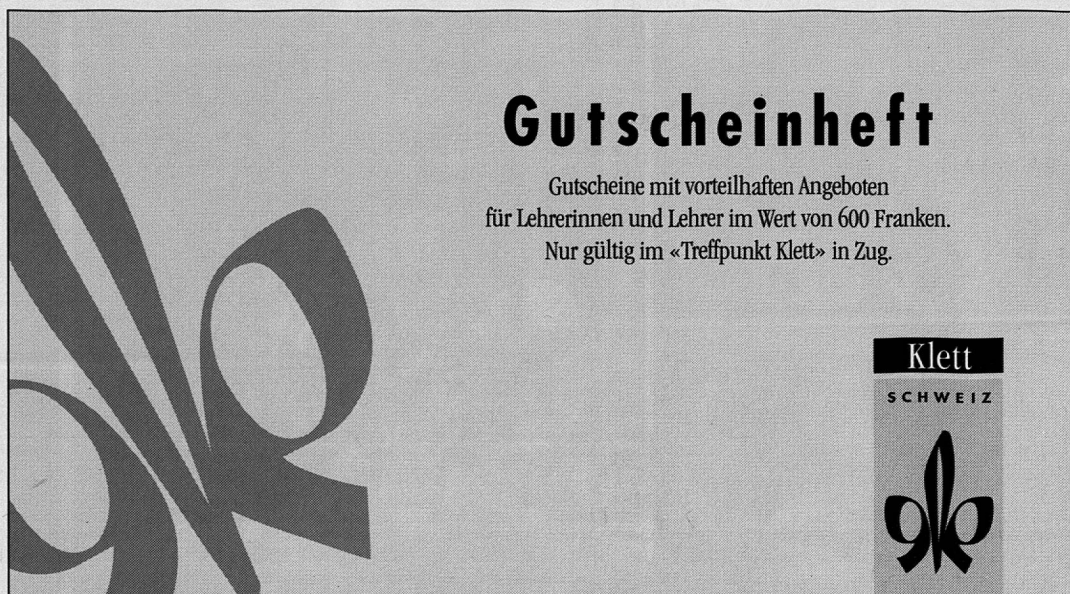 Gutscheinheft
Gutscheine mit vorteilhaften Angeboten
für Lehrerinnen und Lehrer im Wert von 600 Franken.
Nur gültig im «Treffpunkt Klett» in Zug.
Klett
SCHWEIZ